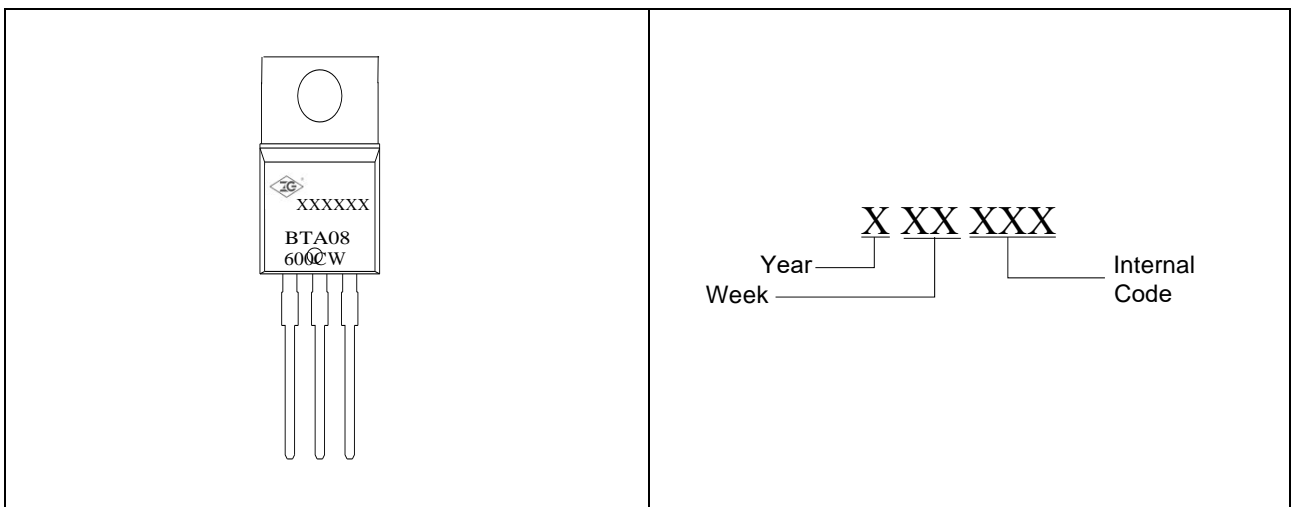 XXXXXX
BTA08
600CW
X XX XXX
Year
Week
Internal
Code